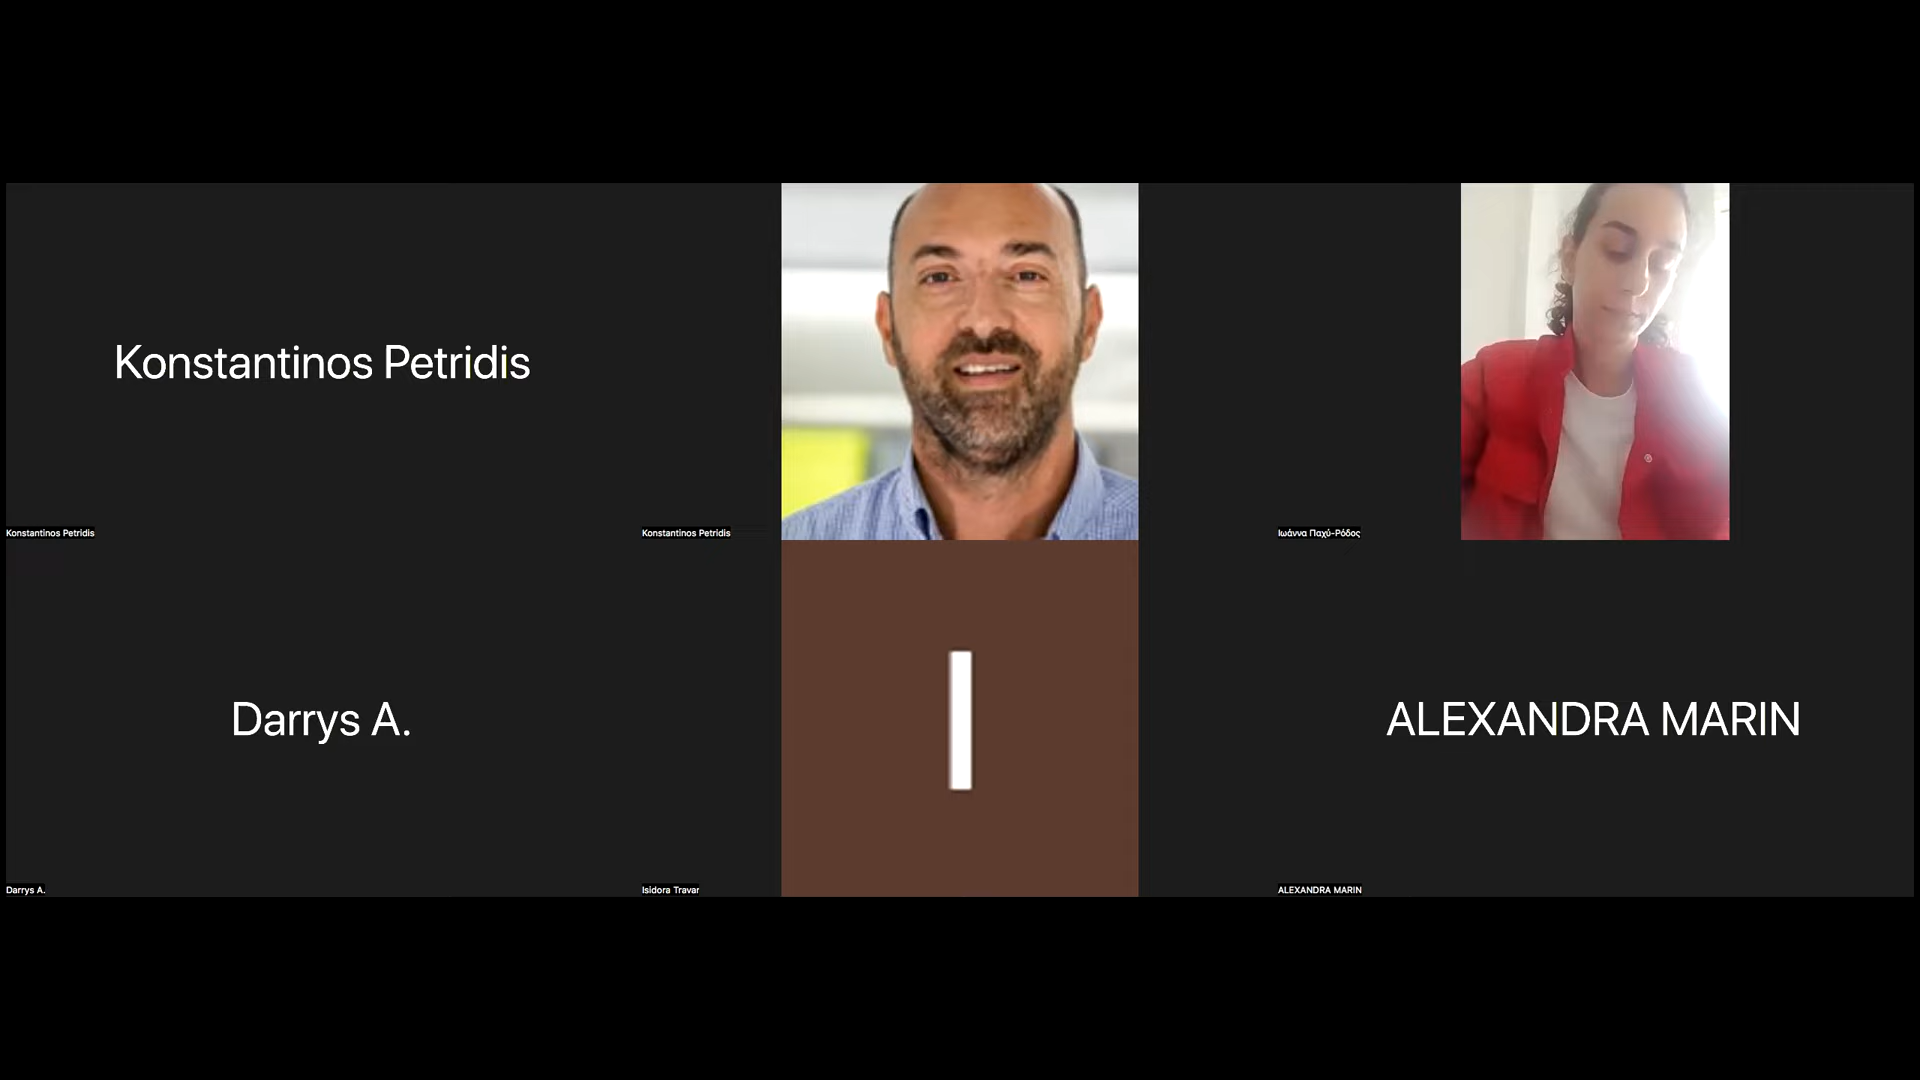 Konstantinos Petridis
Konstantinos Petridis
Konstantinos Petridis
Ιωάννα Παχύ-Ρόδος
Darrys A.
I
ALEXANDRA MARIN
Darrys A.
Isidora Travar
ALEXANDRA MARIN